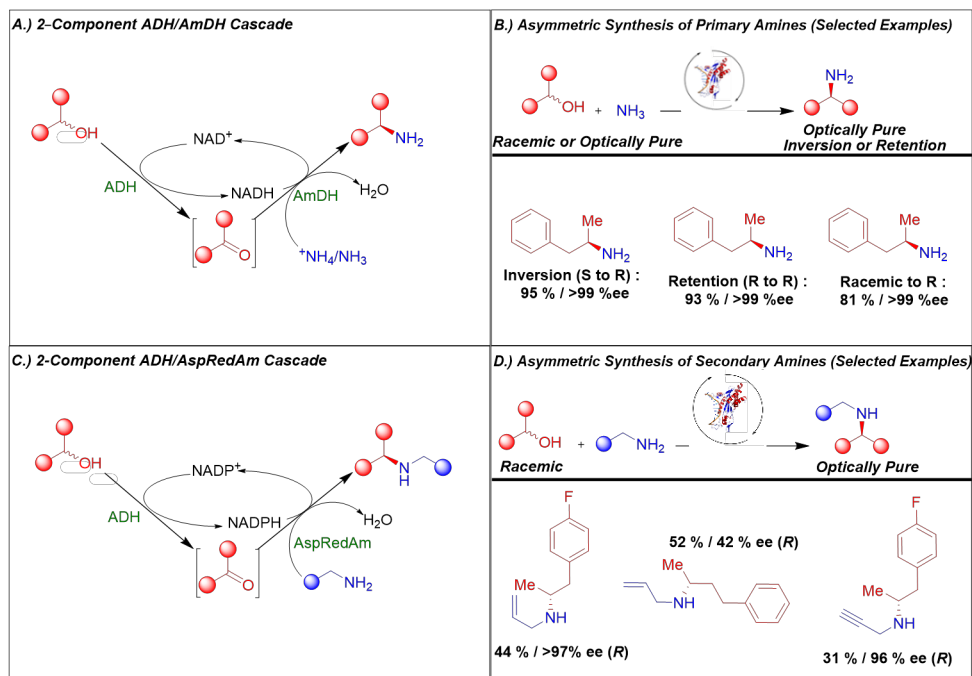 A.) 2-Component ADH/AmDH Cascade
OH
NAD+
NH2
ADH
NADH
AmDH
H2O
O
+NH4/NH3
B.) Asymmetric Synthesis of Primary Amines (Selected Examples)
NH2
OH + NH3
Racemic or Optically Pure
Optically Pure
Inversion or Retention
Me
NH2
Inversion (S to R) :
95 % / >99 %ee
Me
NH2
Retention (R to R) :
93 % / >99 %ee
Me
NH2
Racemic to R :
81 % / >99 %ee
C.) 2-Component ADH/AspRedAm Cascade
OH
NADP+
N
H
ADH
NADPH
H2O
AspRedAm
O
NH2
D.) Asymmetric Synthesis of Secondary Amines (Selected Examples)
OH + NH2
Racemic
NH
Optically Pure
F
Me
NH
44 % / >97% ee (R)
52 % / 42 % ee (R)
Me
N
H
F
Me
NH
31 % / 96 % ee (R)